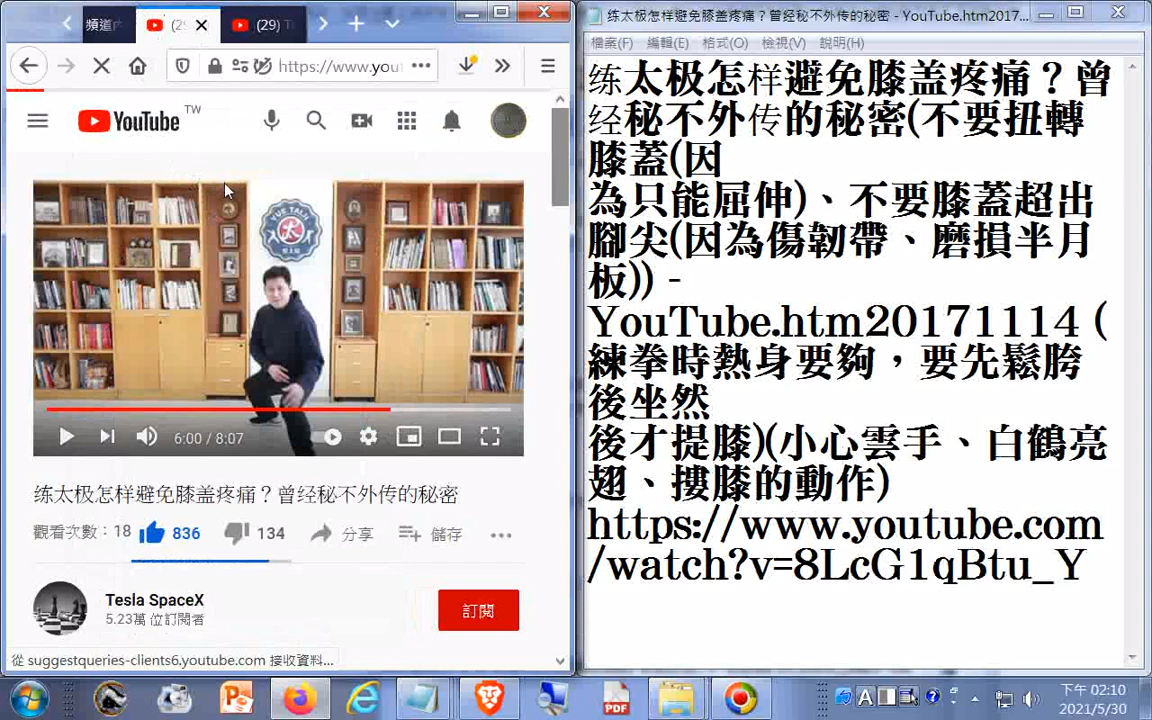 頻道
(2
(29) T
https://www.you
TW
YouTube
YUE TAIJI
太
6:00 / 8:07
练太极怎样避免膝盖疼痛？曾经秘不外传的秘密
觀看次數：18
836
134
分享
儲存
Tesla SpaceX
5.23萬 位訂閱者
訂閱
從 suggestqueries-clients6.youtube.com 接收資料...
练太极怎样避免膝盖疼痛？曾经秘不外传的秘密 - YouTube.htm2017...
檔案(F) 編輯(E) 格式(O) 檢視(V) 說明(H)
练太极怎样避免膝盖疼痛？曾
经秘不外传的秘密(不要扭轉
膝蓋(因
為只能屈伸)、不要膝蓋超出
腳尖(因為傷韌帶、磨損半月
板)) -
YouTube.htm20171114 (
練拳時熱身要夠，要先鬆胯
後坐然
後才提膝)(小心雲手、白鶴亮
翅、摟膝的動作)
https://www.youtube.com
/watch?v=8LcG1qBtu_Y
PDF
A
下午 02:10
2021/5/30